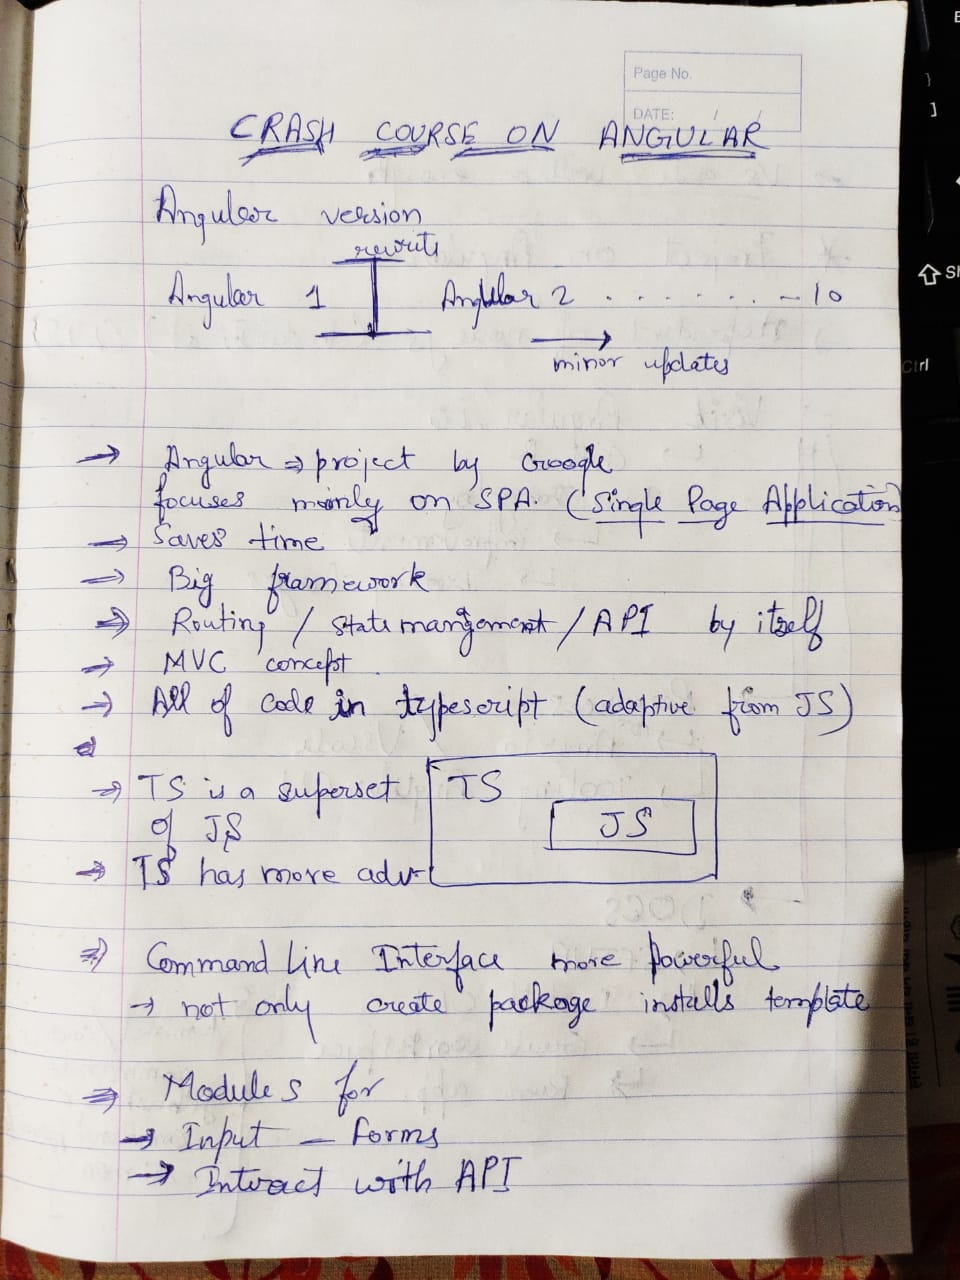 Page No.
DATE: / /
CRASH COURSE ON ANGULAR
Angular version
rewrite
Angular 1 Angular 2 . . . . . . . - 10
→ minor updates
→ Angular ⇒ project by Google
focuses mainly on SPA. (Single Page Application)
→ Saves time
→ Big framework
⇒ Routing / State mangement / API by itself
→ MVC concept.
→ All of code in typescript (adaptive from JS)
→ TS is a superset
of JS
TS
JS
→ TS has more adv
⇒ Command Line Interface more powerful
→ not only create package installs template
⇒ Modules for
→ Input – forms
→ Interact with API
Ctrl